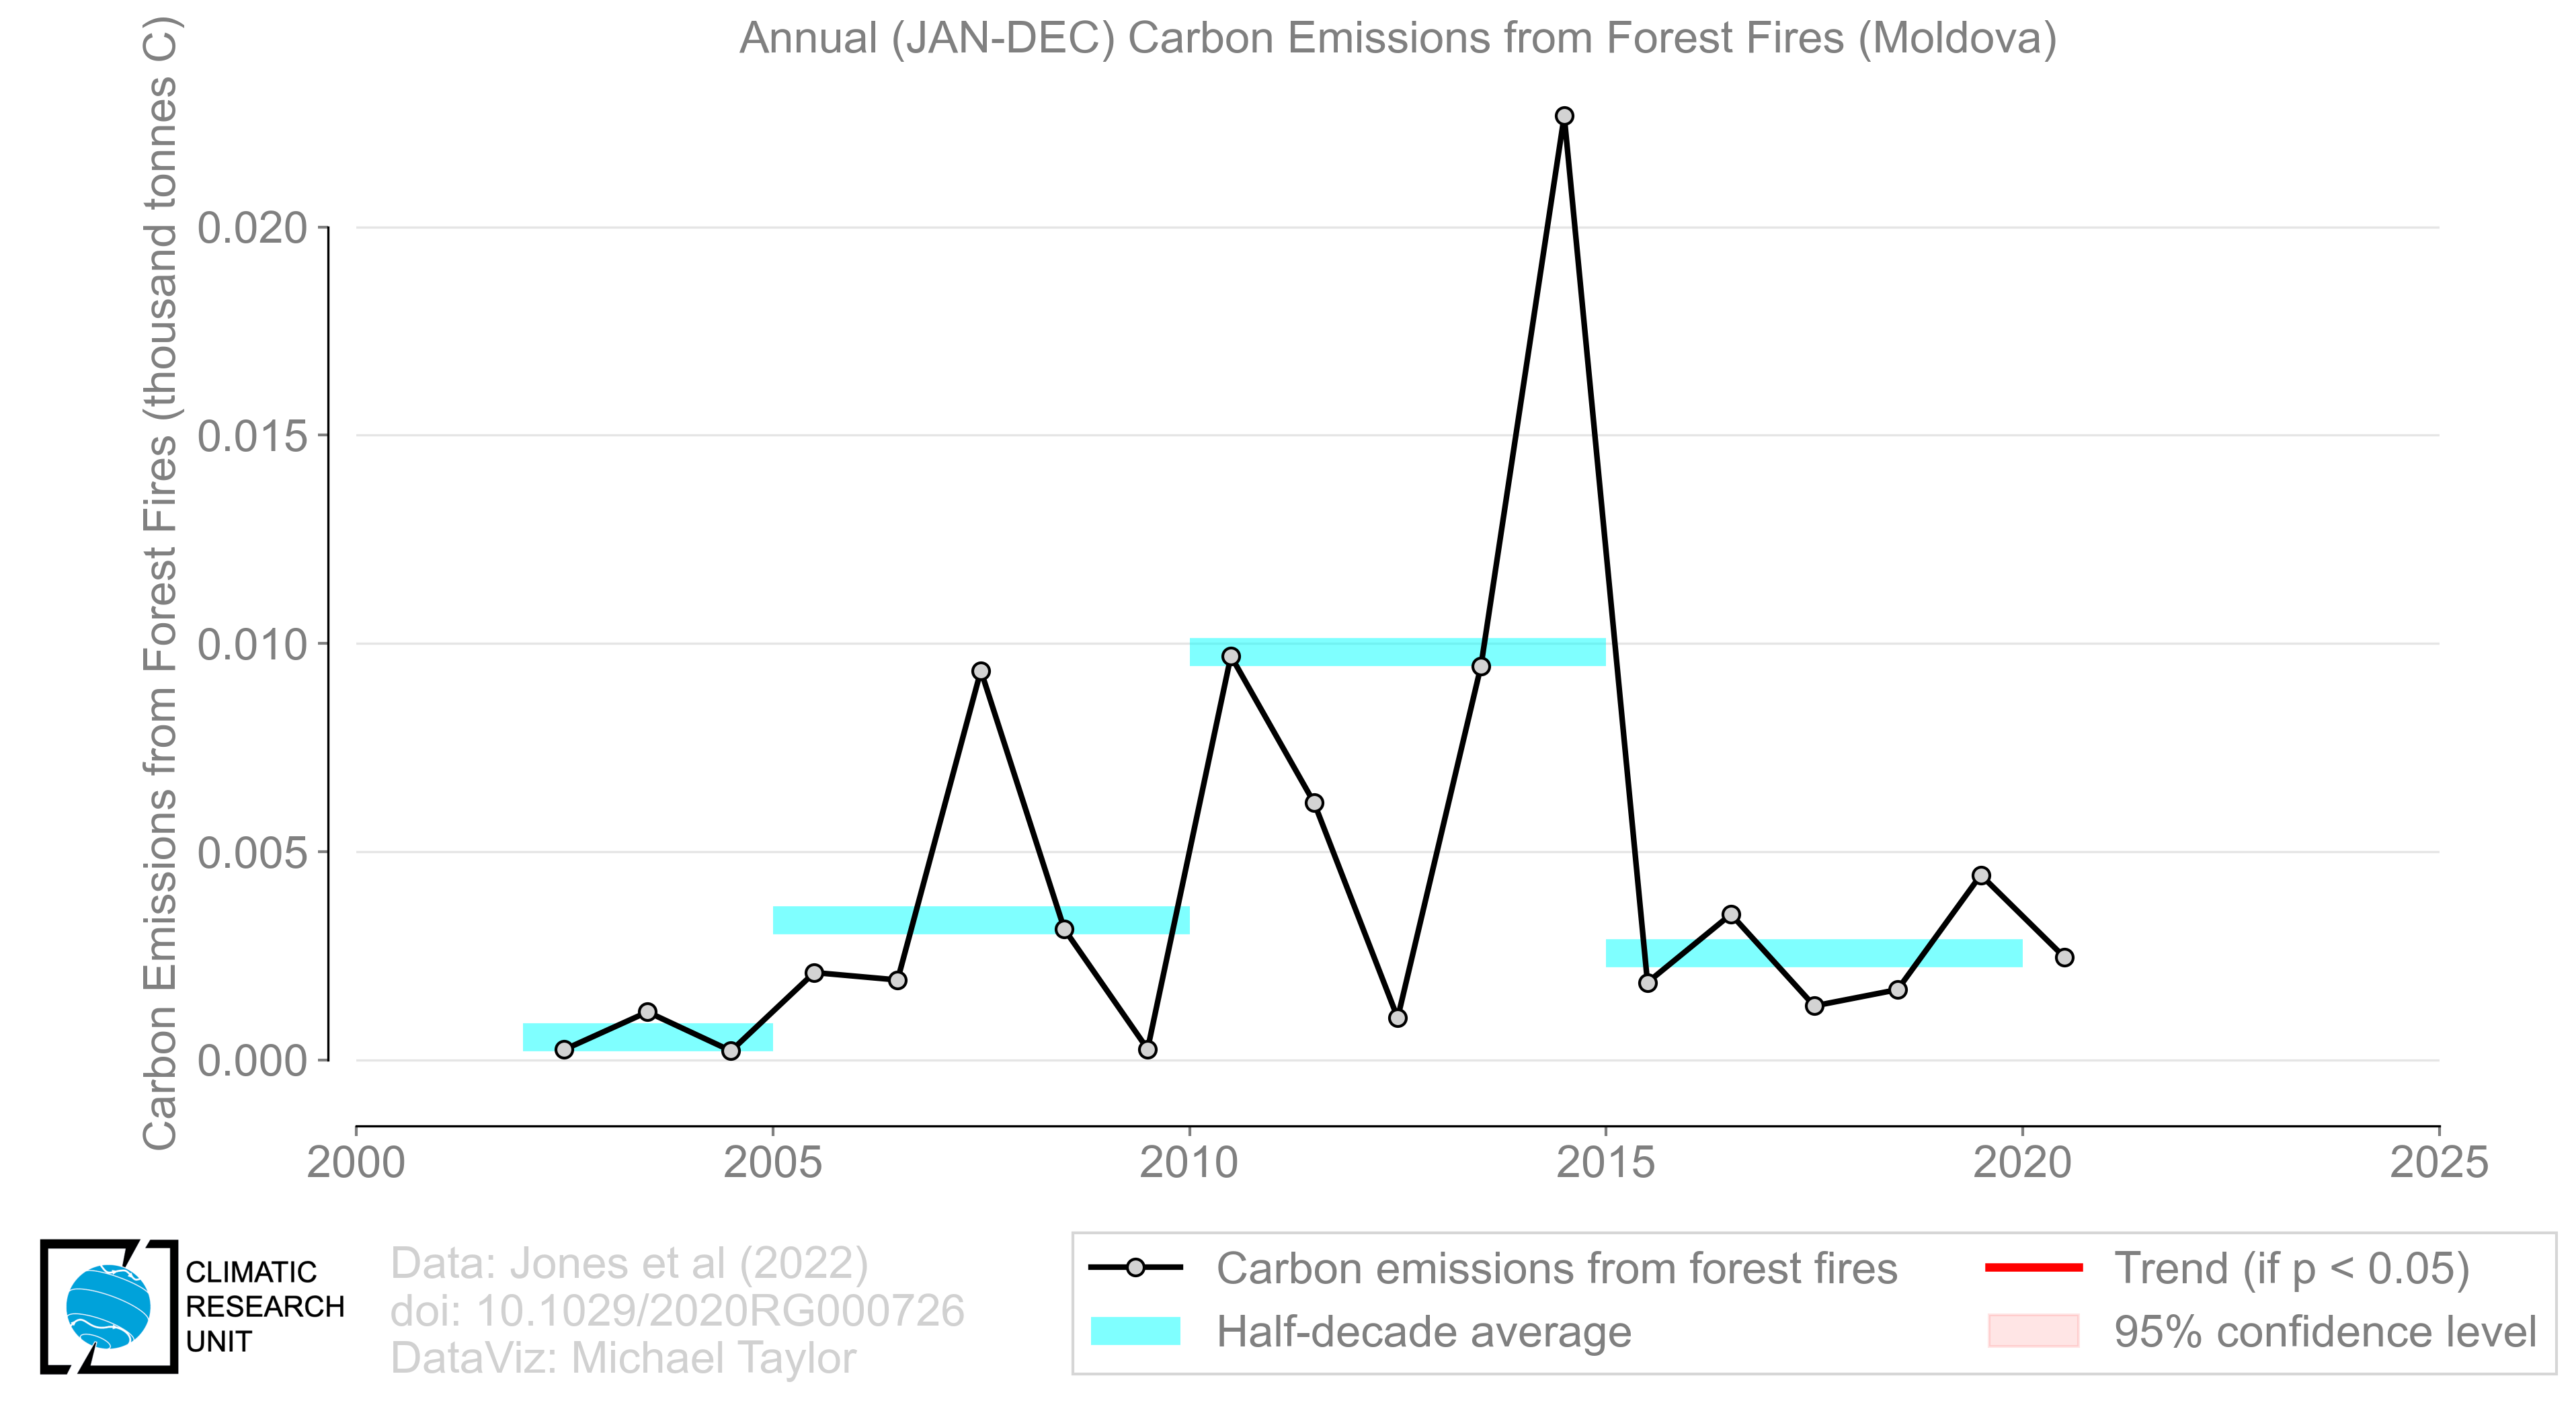 Annual (JAN-DEC) Carbon Emissions from Forest Fires (Moldova)
Carbon Emissions from Forest Fires (thousand tonnes C)
0.020
0.015
0.010
0.005
0.000
2000 2005 2010 2015 2020 2025
CLIMATIC
RESEARCH
UNIT
Data: Jones et al (2022)
doi: 10.1029/2020RG000726
DataViz: Michael Taylor
Carbon emissions from forest fires
Half-decade average
Trend (if p < 0.05)
95% confidence level